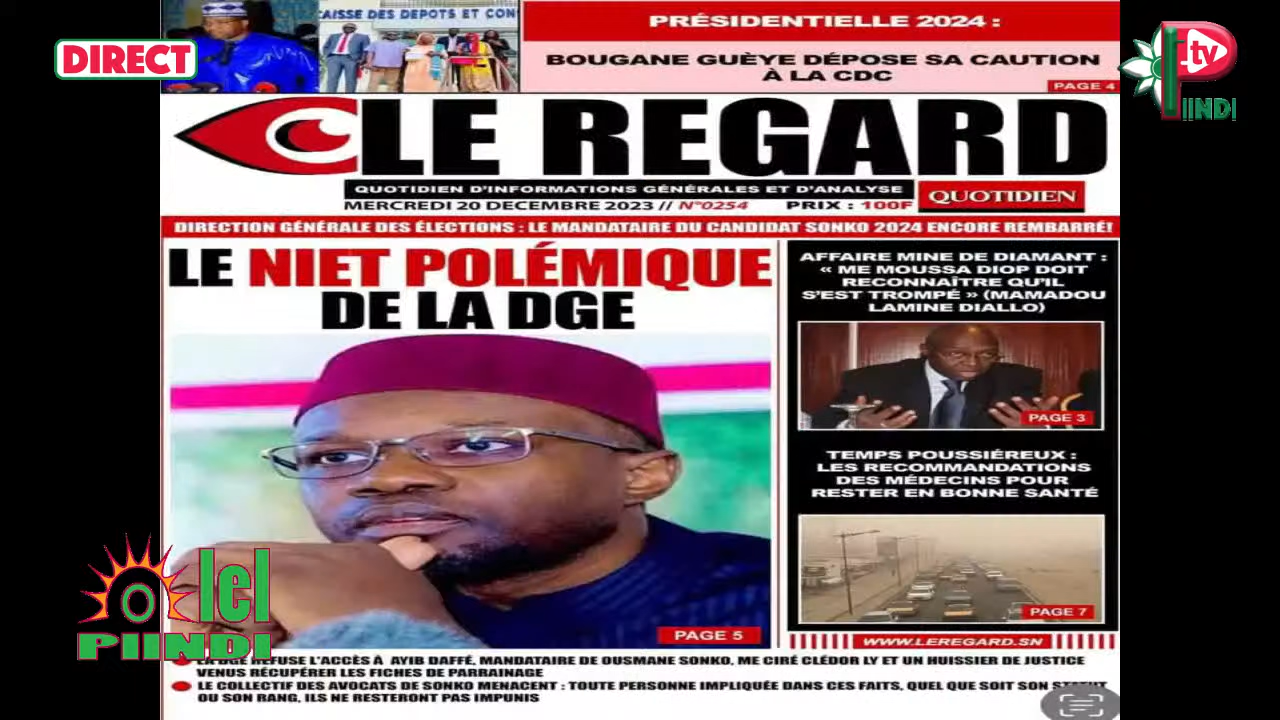 DIRECT
CAISSE DES DEPOTS ET CON
PRÉSIDENTIELLE 2024 :
BOUGANE GUÈYE DÉPOSE SA CAUTION
À LA CDC
PAGE 4
tv
PIINDI
LE REGARD
QUOTIDIEN D'INFORMATIONS GÉNÉRALES ET D'ANALYSE
QUOTIDIEN
MERCREDI 20 DECEMBRE 2023 // N°0254 PRIX : 100F
DIRECTION GÉNÉRALE DES ÉLECTIONS : LE MANDATAIRE DU CANDIDAT SONKO 2024 ENCORE REMBARRÉ!
LE NIET POLÉMIQUE
DE LA DGE
PAGE 5
AFFAIRE MINE DE DIAMANT :
« ME MOUSSA DIOP DOIT
RECONNAÎTRE QU'IL
S'EST TROMPÉ » (MAMADOU
LAMINE DIALLO)
PAGE 3
TEMPS POUSSIÉREUX :
LES RECOMMANDATIONS
DES MÉDECINS POUR
RESTER EN BONNE SANTÉ
PAGE 7
WWW.LEREGARD.SN
olel
PIINDI
LA DGE REFUSE L'ACCÈS À AYIB DAFFÉ, MANDATAIRE DE OUSMANE SONKO, ME CIRÉ CLÉDOR LY ET UN HUISSIER DE JUSTICE
VENUS RÉCUPÉRER LES FICHES DE PARRAINAGE
LE COLLECTIF DES AVOCATS DE SONKO MENACENT : TOUTE PERSONNE IMPLIQUÉE DANS CES FAITS, QUEL QUE SOIT SON STATUT
OU SON RANG, ILS NE RESTERONT PAS IMPUNIS